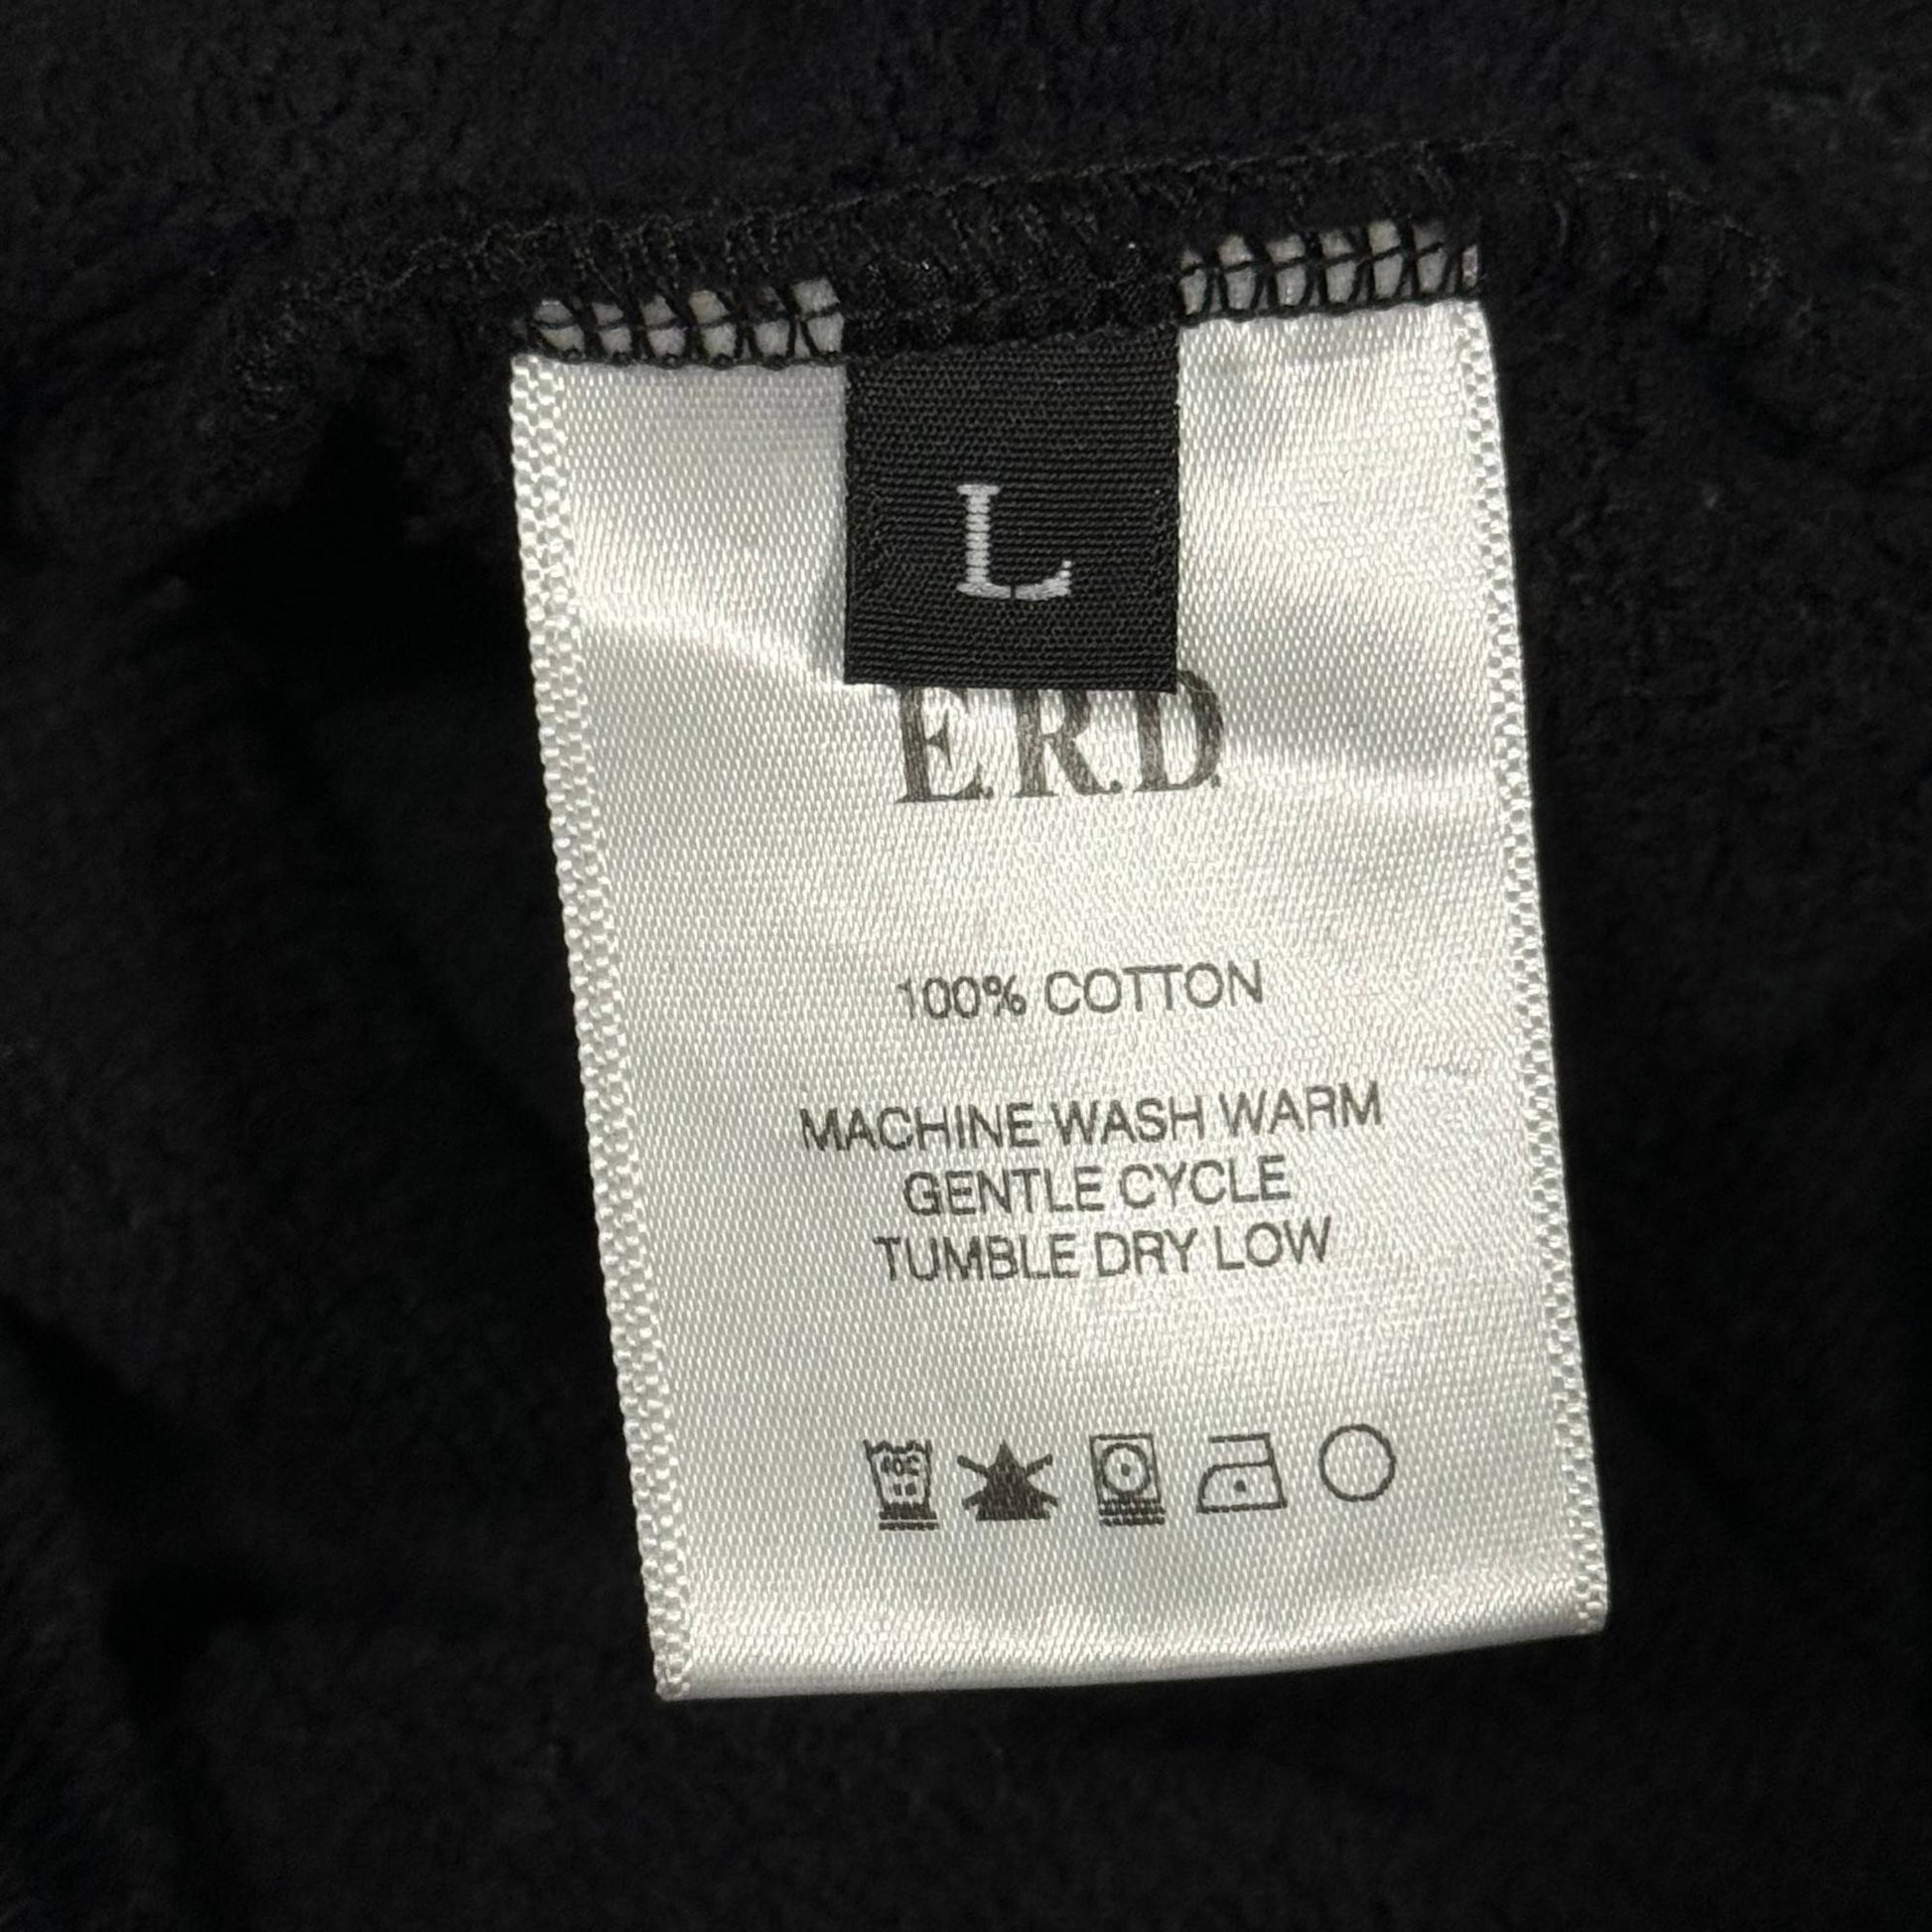 L
E.R.D.
100% COTTON
MACHINE WASH WARM
GENTLE CYCLE
TUMBLE DRY LOW